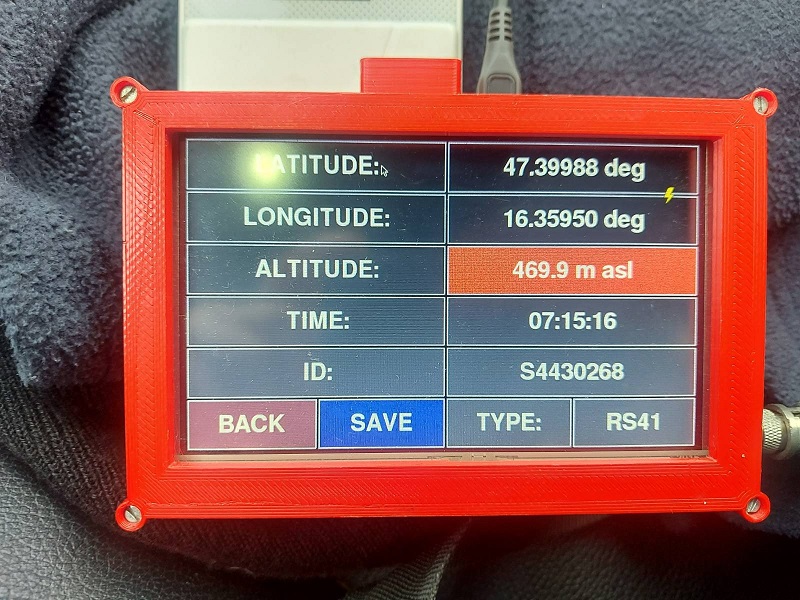 LATITUDE: 47.39988 deg
LONGITUDE: 16.35950 deg
ALTITUDE: 469.9 m asl
TIME: 07:15:16
ID: S4430268
BACK SAVE TYPE: RS41